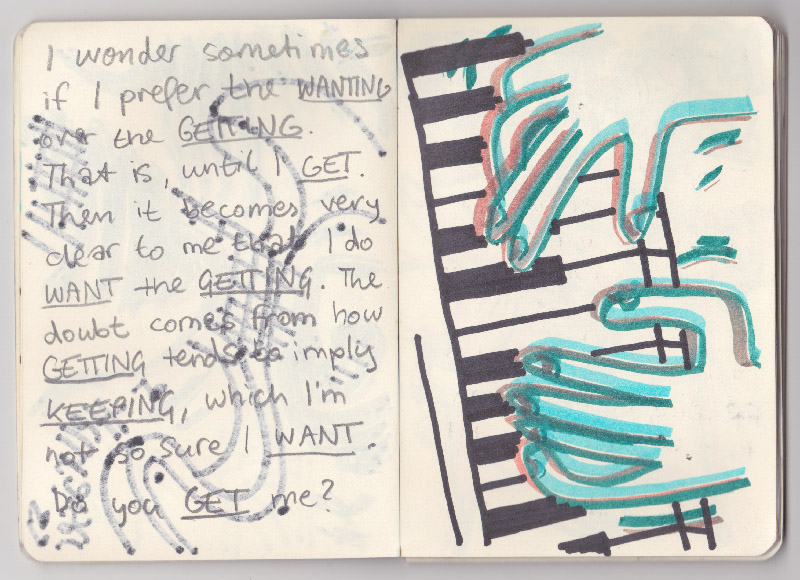 I wonder sometimes
if I prefer the WANTING
over the GETTING.
That is, until I GET.
Then it becomes very
clear to me that I do
WANT the GETTING. The
doubt comes from how
GETTING tends to imply
KEEPING, which I'm
not so sure I WANT.
Do you GET me?